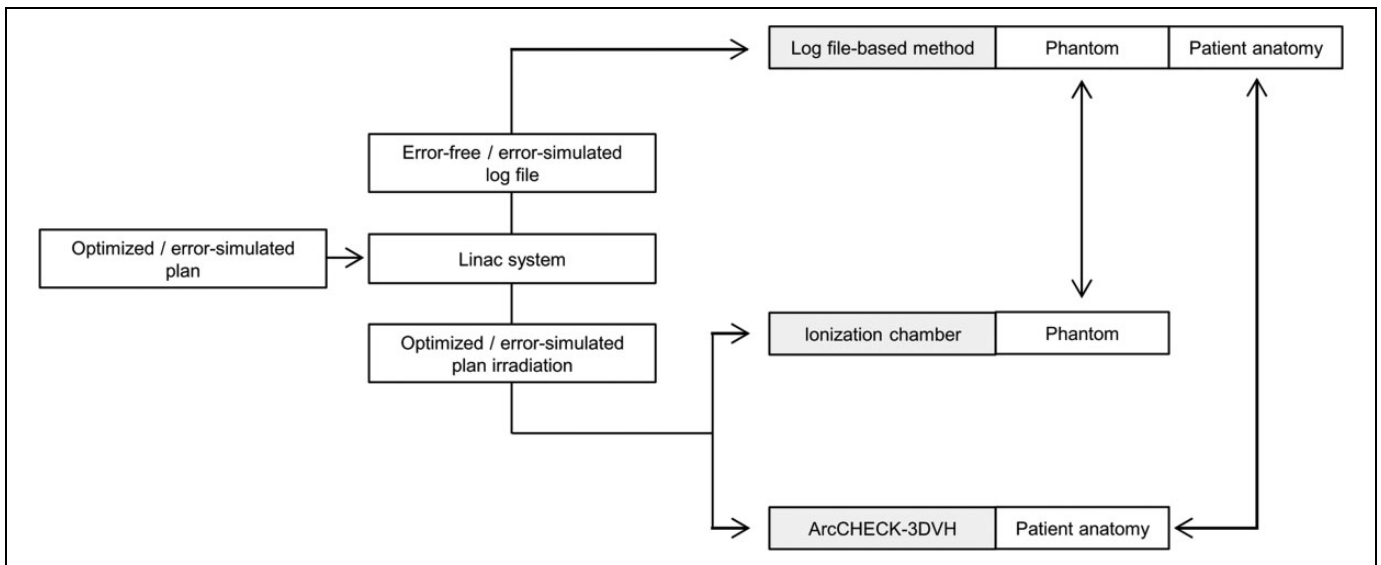 Log file-based method
Phantom
Patient anatomy
Error-free / error-simulated
log file
Optimized / error-simulated
plan
Linac system
Optimized / error-simulated
plan irradiation
Ionization chamber
Phantom
ArcCHECK-3DVH
Patient anatomy